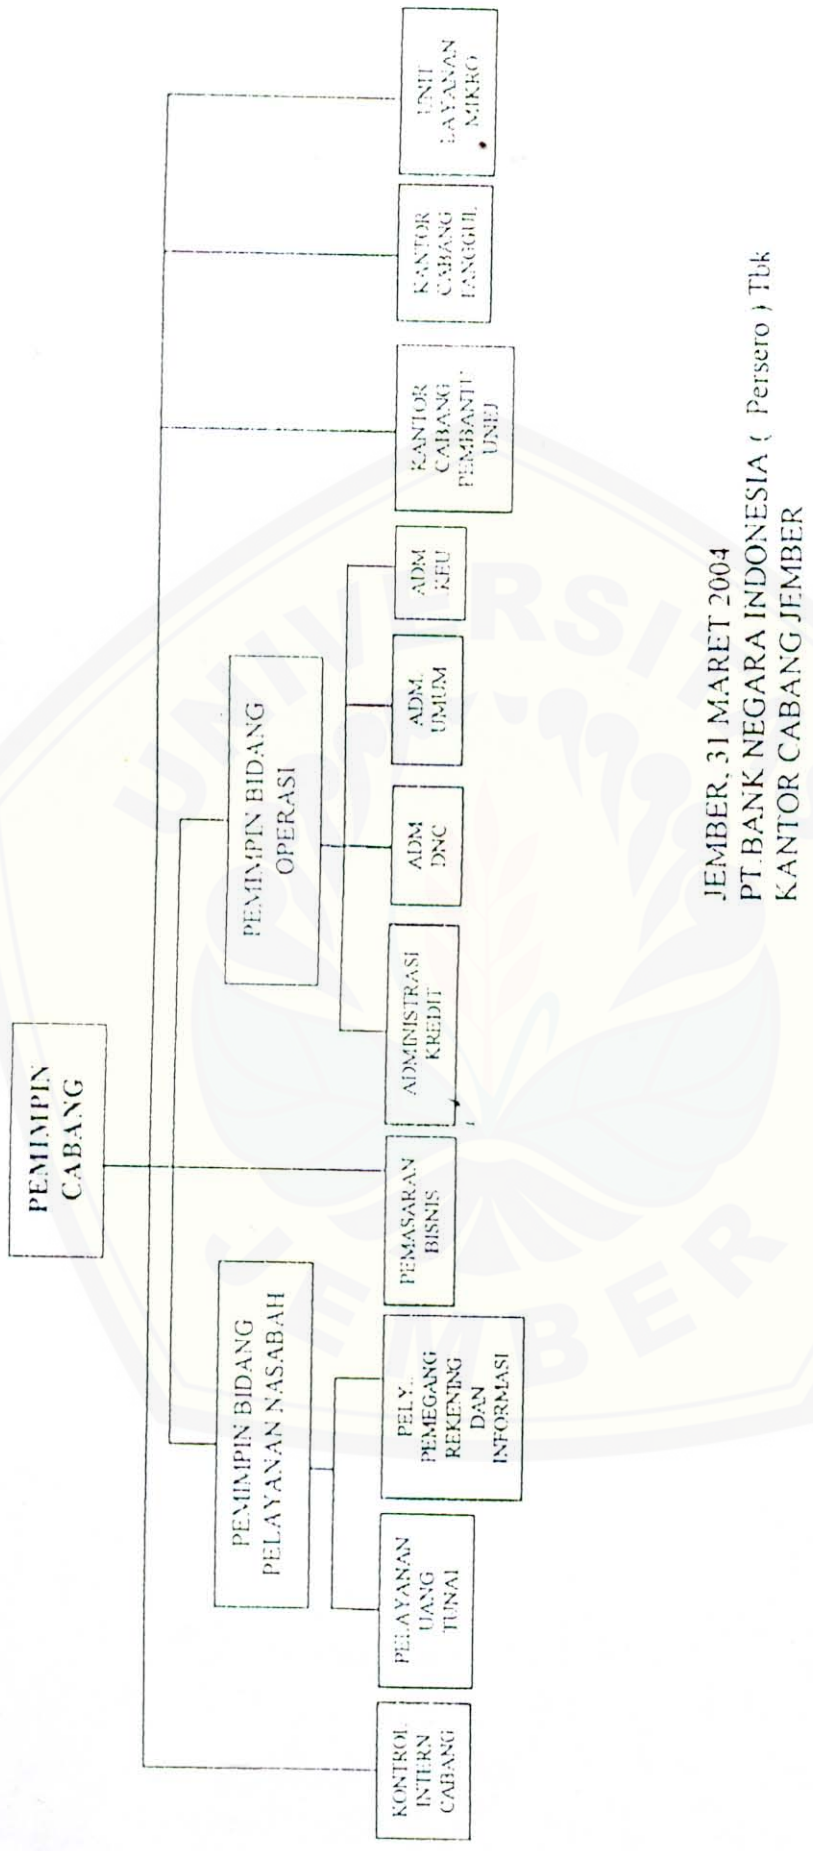 PEMIMPIN
CABANG
PEMIMPIN BIDANG
PELAYANAN NASABAH
PEMIMPIN BIDANG
OPERASI
KONTROL
INTERN
CABANG
PELAYANAN
UANG
TUNAI
PELY..
PEMEGANG
REKENING
DAN
INFORMASI
PEMASARAN
BISNIS
ADMINISTRASI
KREDIT
ADM
DNC
ADM.
UMUM
ADM
KEU
KANTOR
CABANG
PEMBANTU
UNEJ
KANTOR
CABANG
TANGGUL
UNIT
LAYANAN
MIKRO
JEMBER, 31 MARET 2004
PT.BANK NEGARA INDONESIA ( Persero ) Tbk
KANTOR CABANG JEMBER
UNIVERSITAS
JEMBER